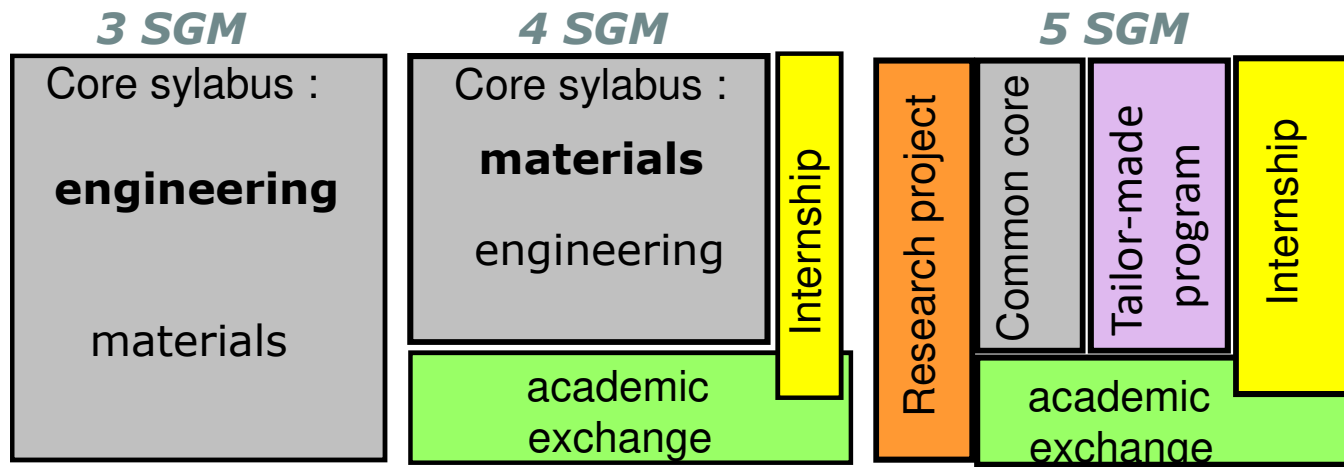 3 SGM
Core sylabus :
engineering
materials
4 SGM
Core sylabus :
materials
engineering
Internship
academic
exchange
5 SGM
Research project
Common core
Tailor-made
program
Internship
academic
exchange